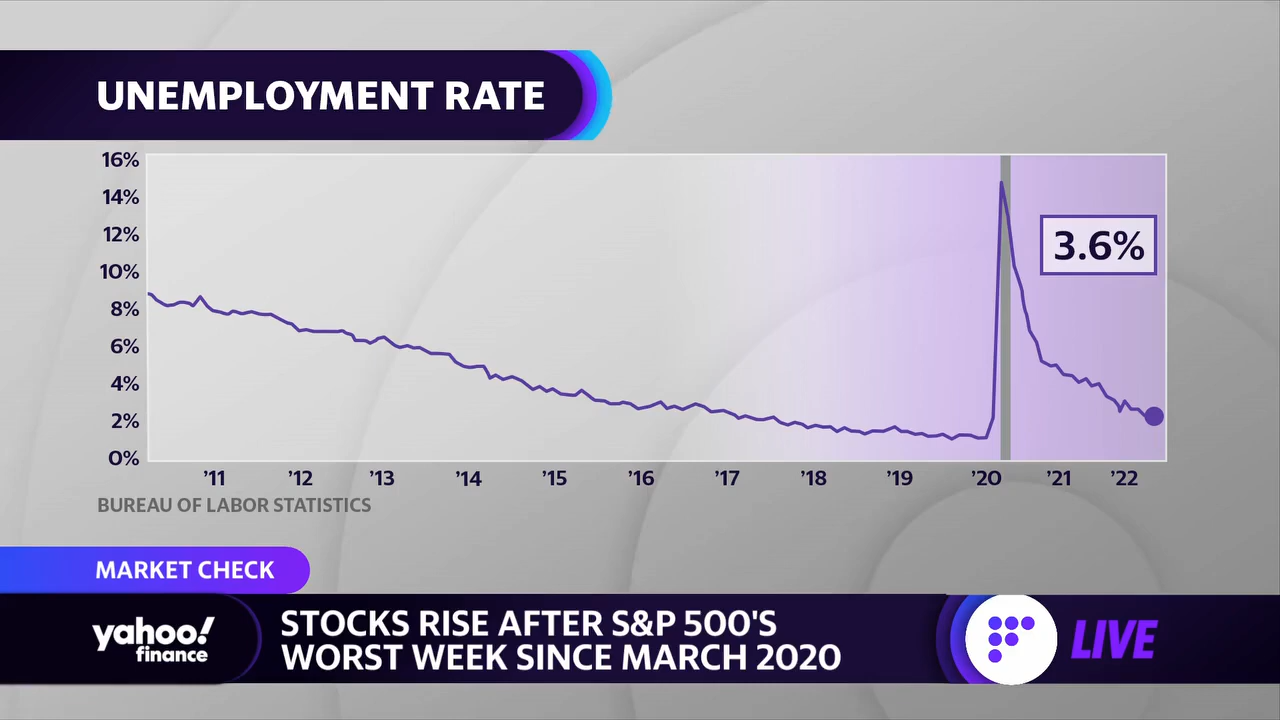 UNEMPLOYMENT RATE
16%
14%
12%
10%
8%
6%
4%
2%
0%
3.6%
’11 ’12 ’13 ’14 ’15 ’16 ’17 ’18 ’19 ’20 ’21 ’22
BUREAU OF LABOR STATISTICS
MARKET CHECK
yahoo!
finance
STOCKS RISE AFTER S&P 500'S
WORST WEEK SINCE MARCH 2020
LIVE